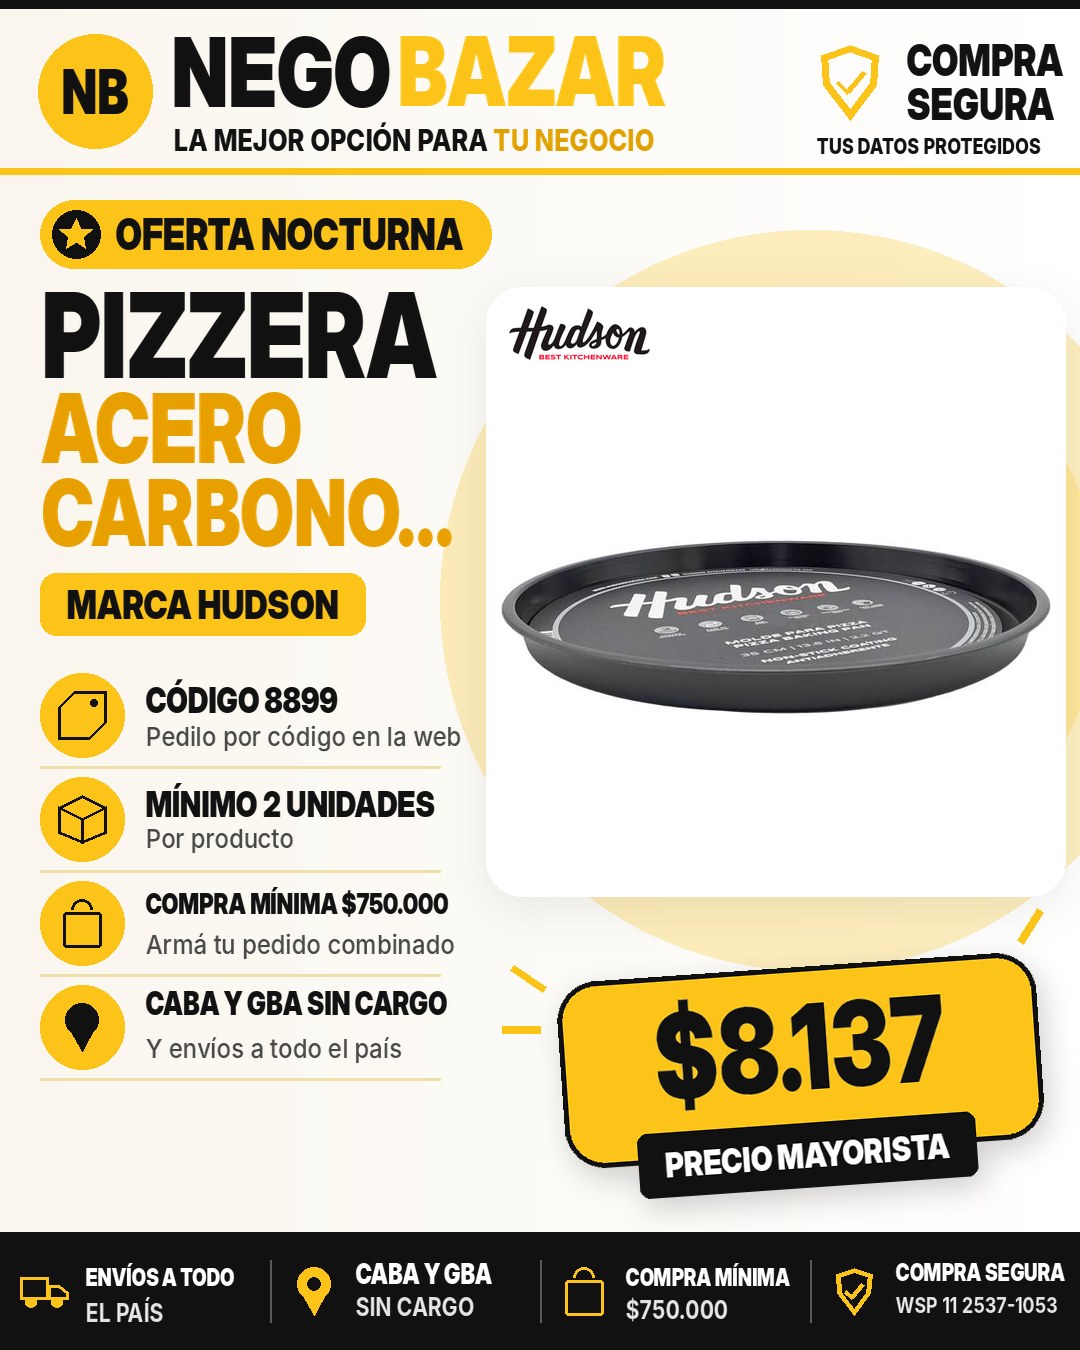 NB
NEGOBAZAR
LA MEJOR OPCIÓN PARA TU NEGOCIO
COMPRA
SEGURA
TUS DATOS PROTEGIDOS
OFERTA NOCTURNA
PIZZERA
ACERO
CARBONO...
MARCA HUDSON
CÓDIGO 8899
Pedilo por código en la web
MÍNIMO 2 UNIDADES
Por producto
COMPRA MÍNIMA $750.000
Armá tu pedido combinado
CABA Y GBA SIN CARGO
Y envíos a todo el país
Hudson
BEST KITCHENWARE
Hudson
BEST KITCHENWARE
MOLDE PARA PIZZA
PIZZA BAKING PAN
NON-STICK COATING
ANTIADHERENTE
$8.137
PRECIO MAYORISTA
ENVÍOS A TODO
EL PAÍS
CABA Y GBA
SIN CARGO
COMPRA MÍNIMA
$750.000
COMPRA SEGURA
WSP 11 2537-1053